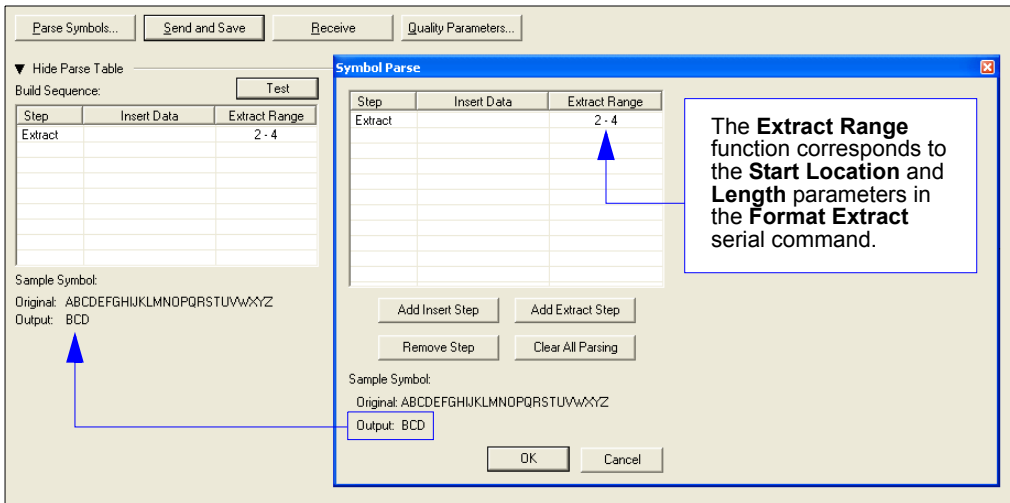 Parse Symbols... Send and Save Receive Quality Parameters...
▼ Hide Parse Table
Build Sequence: Test
Step Insert Data Extract Range
Extract 2 - 4
Sample Symbol:
Original: ABCDEFGHIJKLMNOPQRSTUVWXYZ
Output: BCD
Symbol Parse
Step Insert Data Extract Range
Extract 2 - 4
Add Insert Step Add Extract Step
Remove Step Clear All Parsing
Sample Symbol:
Original: ABCDEFGHIJKLMNOPQRSTUVWXYZ
Output: BCD
OK Cancel
The Extract Range
function corresponds to
the Start Location and
Length parameters in
the Format Extract
serial command.